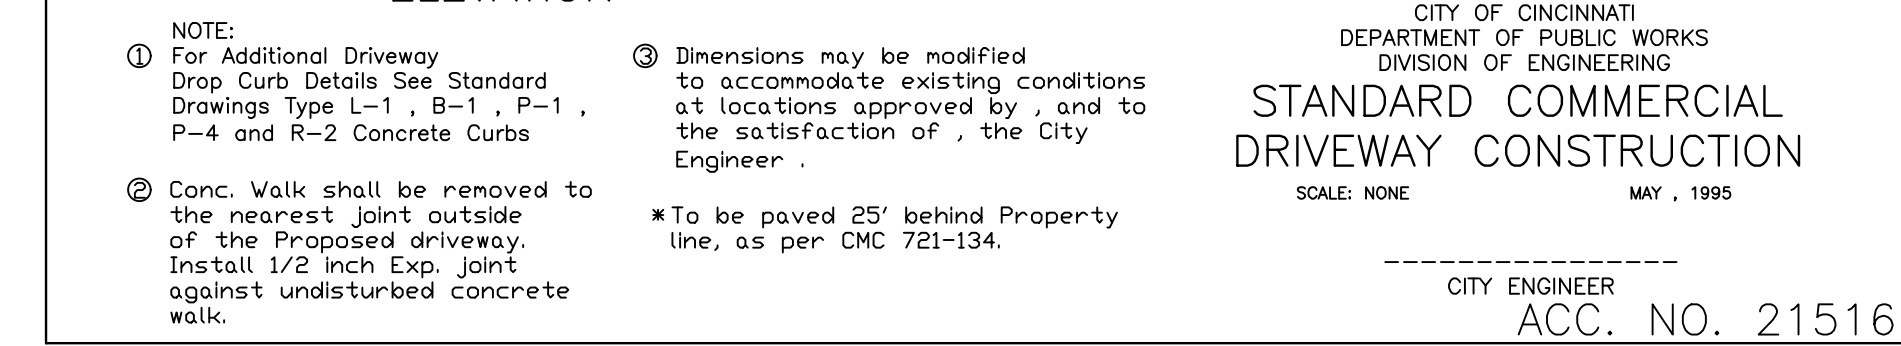 NOTE:
① For Additional Driveway
Drop Curb Details See Standard
Drawings Type L-1 , B-1 , P-1 ,
P-4 and R-2 Concrete Curbs
② Conc. Walk shall be removed to
the nearest joint outside
of the Proposed driveway.
Install 1/2 inch Exp. joint
against undisturbed concrete
walk.
③ Dimensions may be modified
to accommodate existing conditions
at locations approved by , and to
the satisfaction of , the City
Engineer .
*To be paved 25' behind Property
line, as per CMC 721-134.
CITY OF CINCINNATI
DEPARTMENT OF PUBLIC WORKS
DIVISION OF ENGINEERING
STANDARD COMMERCIAL
DRIVEWAY CONSTRUCTION
SCALE: NONE MAY , 1995
CITY ENGINEER
ACC. NO. 21516